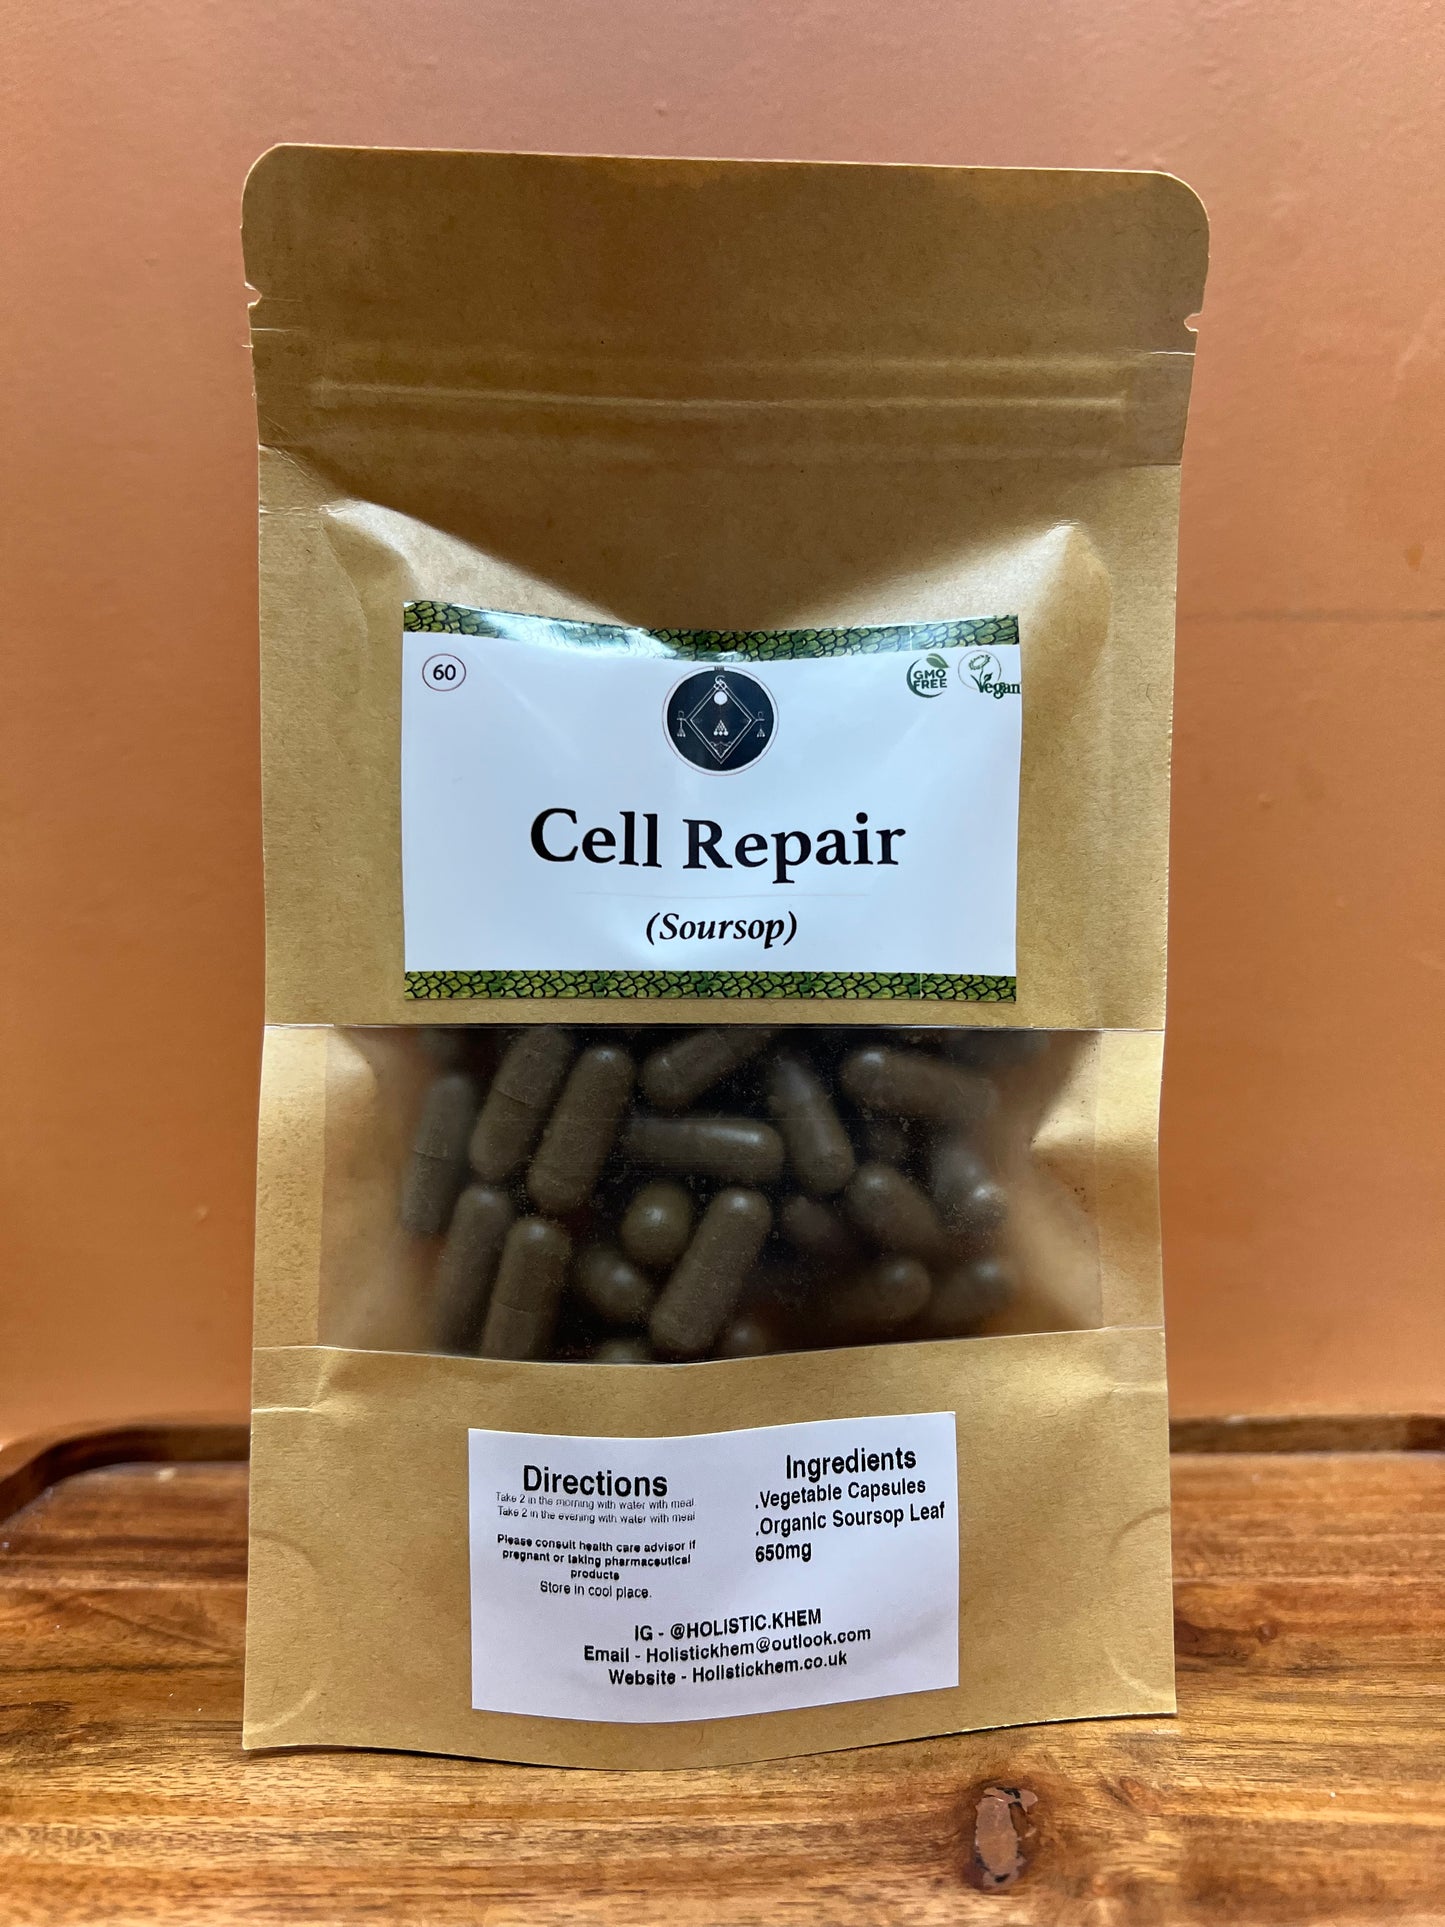 60
GMO
FREE
Vegan
Cell Repair
(Soursop)
Directions
Take 2 in the morning with water with meal.
Take 2 in the evening with water with meal
Please consult health care advisor if
pregnant or taking pharmaceutical
products
Store in cool place.
Ingredients
.Vegetable Capsules
.Organic Soursop Leaf
650mg
IG - @HOLISTIC.KHEM
Email - Holistickhem@outlook.com
Website - Holistickhem.co.uk